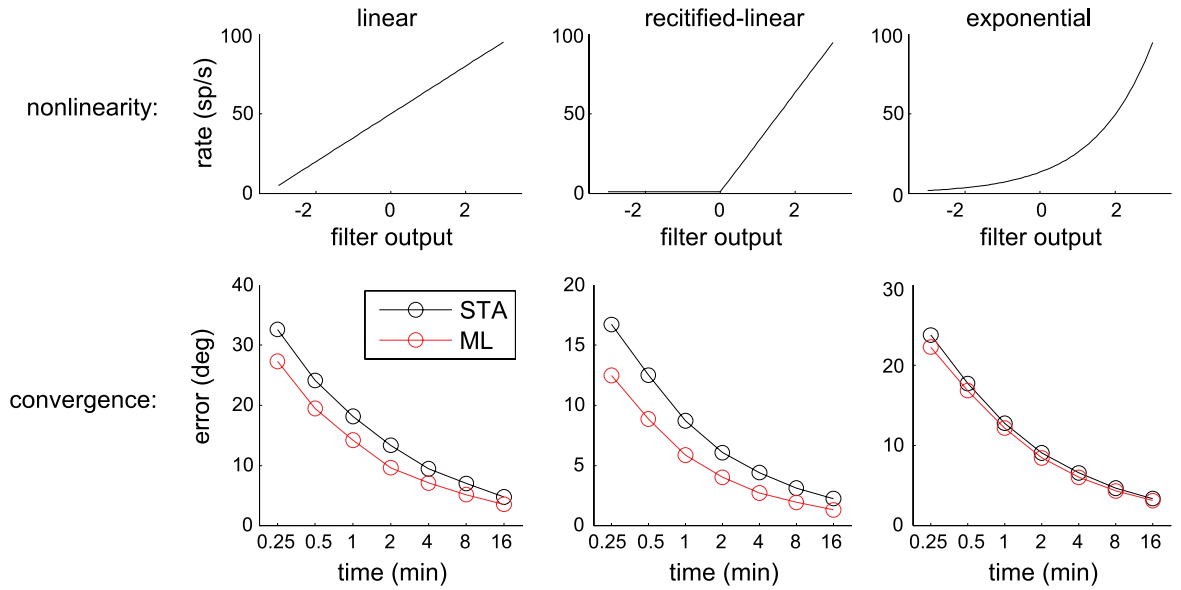 linear
recitified-linear
exponential
nonlinearity:
rate (sp/s)
100
50
0
-2
0
2
filter output
100
50
0
-2
0
2
filter output
100
50
0
-2
0
2
filter output
convergence:
error (deg)
40
30
20
10
0
0.25 0.5 1 2 4 8 16
time (min)
STA
ML
20
15
10
5
0
0.25 0.5 1 2 4 8 16
time (min)
30
20
10
0
0.25 0.5 1 2 4 8 16
time (min)